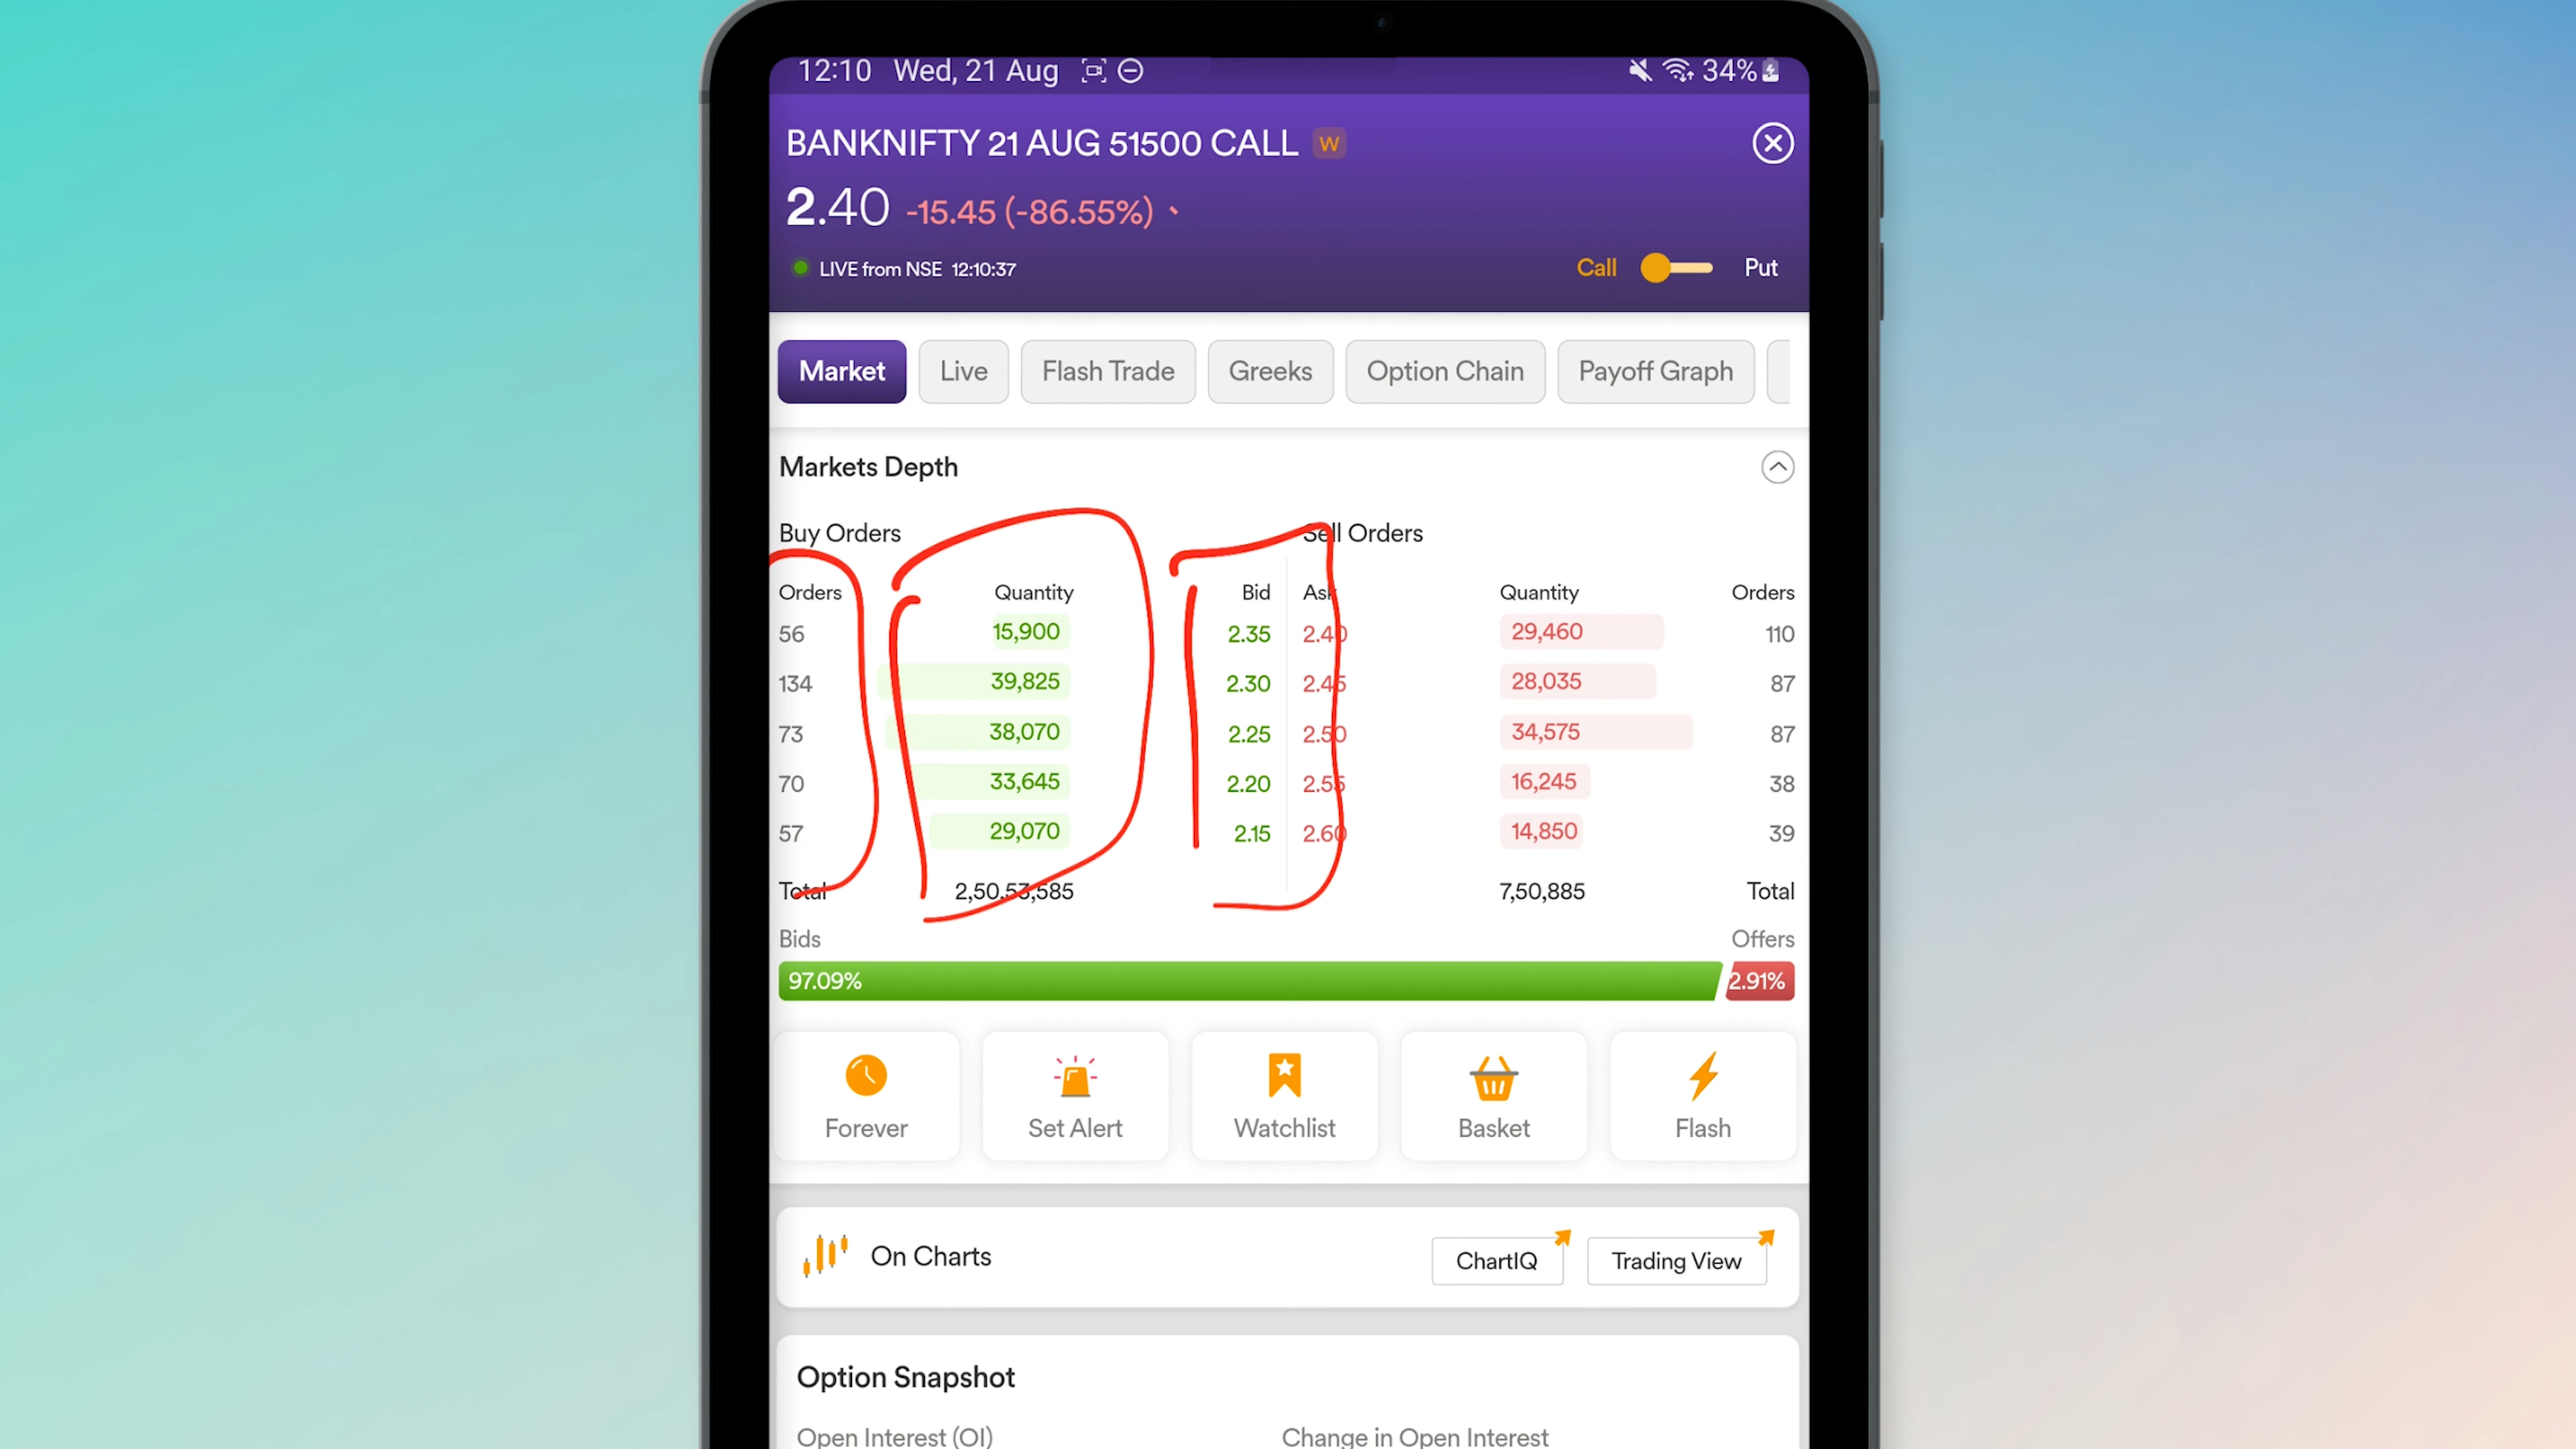 12:10 Wed, 21 Aug 34%
BANKNIFTY 21 AUG 51500 CALL W
2.40 -15.45 (-86.55%)
LIVE from NSE 12:10:37 Call Put
Market Live Flash Trade Greeks Option Chain Payoff Graph
Markets Depth
Buy Orders Sell Orders
Orders Quantity Bid Ask Quantity Orders
56 15,900 2.35 2.40 29,460 110
134 39,825 2.30 2.45 28,035 87
73 38,070 2.25 2.50 34,575 87
70 33,645 2.20 2.55 16,245 38
57 29,070 2.15 2.60 14,850 39
Total 2,50,53,585 7,50,885 Total
Bids Offers
97.09% 2.91%
Forever Set Alert Watchlist Basket Flash
On Charts ChartIQ Trading View
Option Snapshot
Open Interest (OI) Change in Open Interest